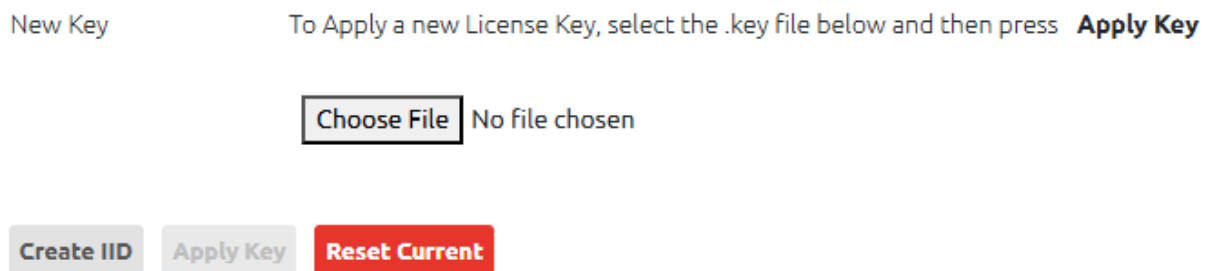 New Key To Apply a new License Key, select the .key file below and then press Apply Key
Choose File No file chosen
Create IID Apply Key Reset Current